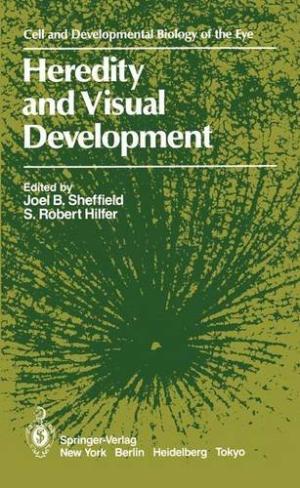 Cell and Developmental Biology of the Eye
Heredity
and Visual
Development
Edited by
Joel B. Sheffield
S. Robert Hilfer
Springer-Verlag
New York Berlin Heidelberg Tokyo